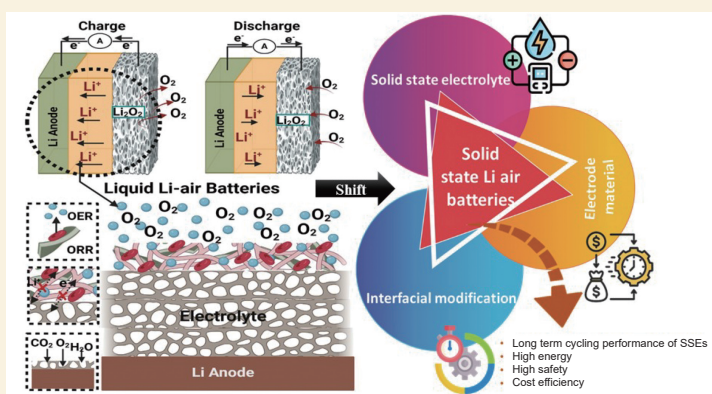 Charge
Discharge
A
e⁻
e⁻
A
e⁻
e⁻
Li Anode
Li⁺
Li⁺
Li⁺
Li⁺
Li₂O₂
O₂
O₂
O₂
Li Anode
Li⁺
Li⁺
Li⁺
Li₂O₂
O₂
O₂
O₂
Liquid Li-air Batteries
Shift
OER
ORR
O₂
O₂
O₂
O₂
O₂
O₂
O₂
O₂
Li⁺
e⁻
Electrolyte
CO₂ O₂H₂O
Li Anode
Solid state electrolyte
Solid
state Li air
batteries
Electrode
material
Interfacial modification
$
$
$
Long term cycling performance of SSEs
High energy
High safety
Cost efficiency